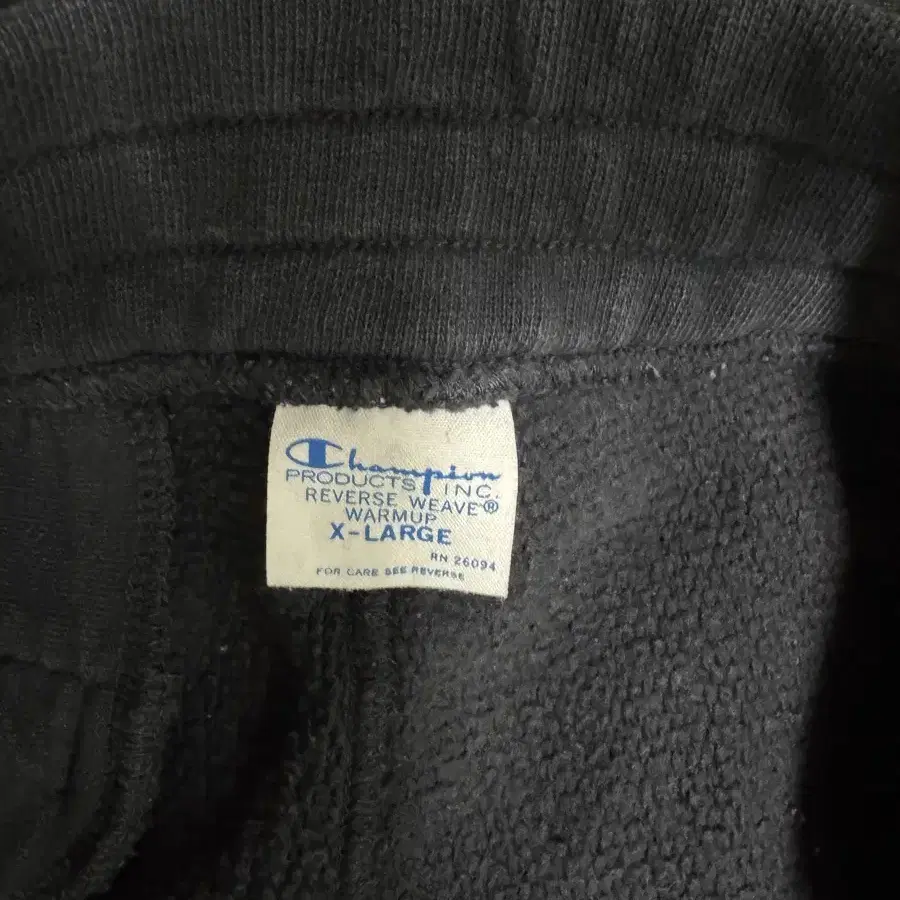 Champion
PRODUCTS INC.
REVERSE WEAVE®
WARMUP
X-LARGE
RN 26094
FOR CARE SEE REVERSE